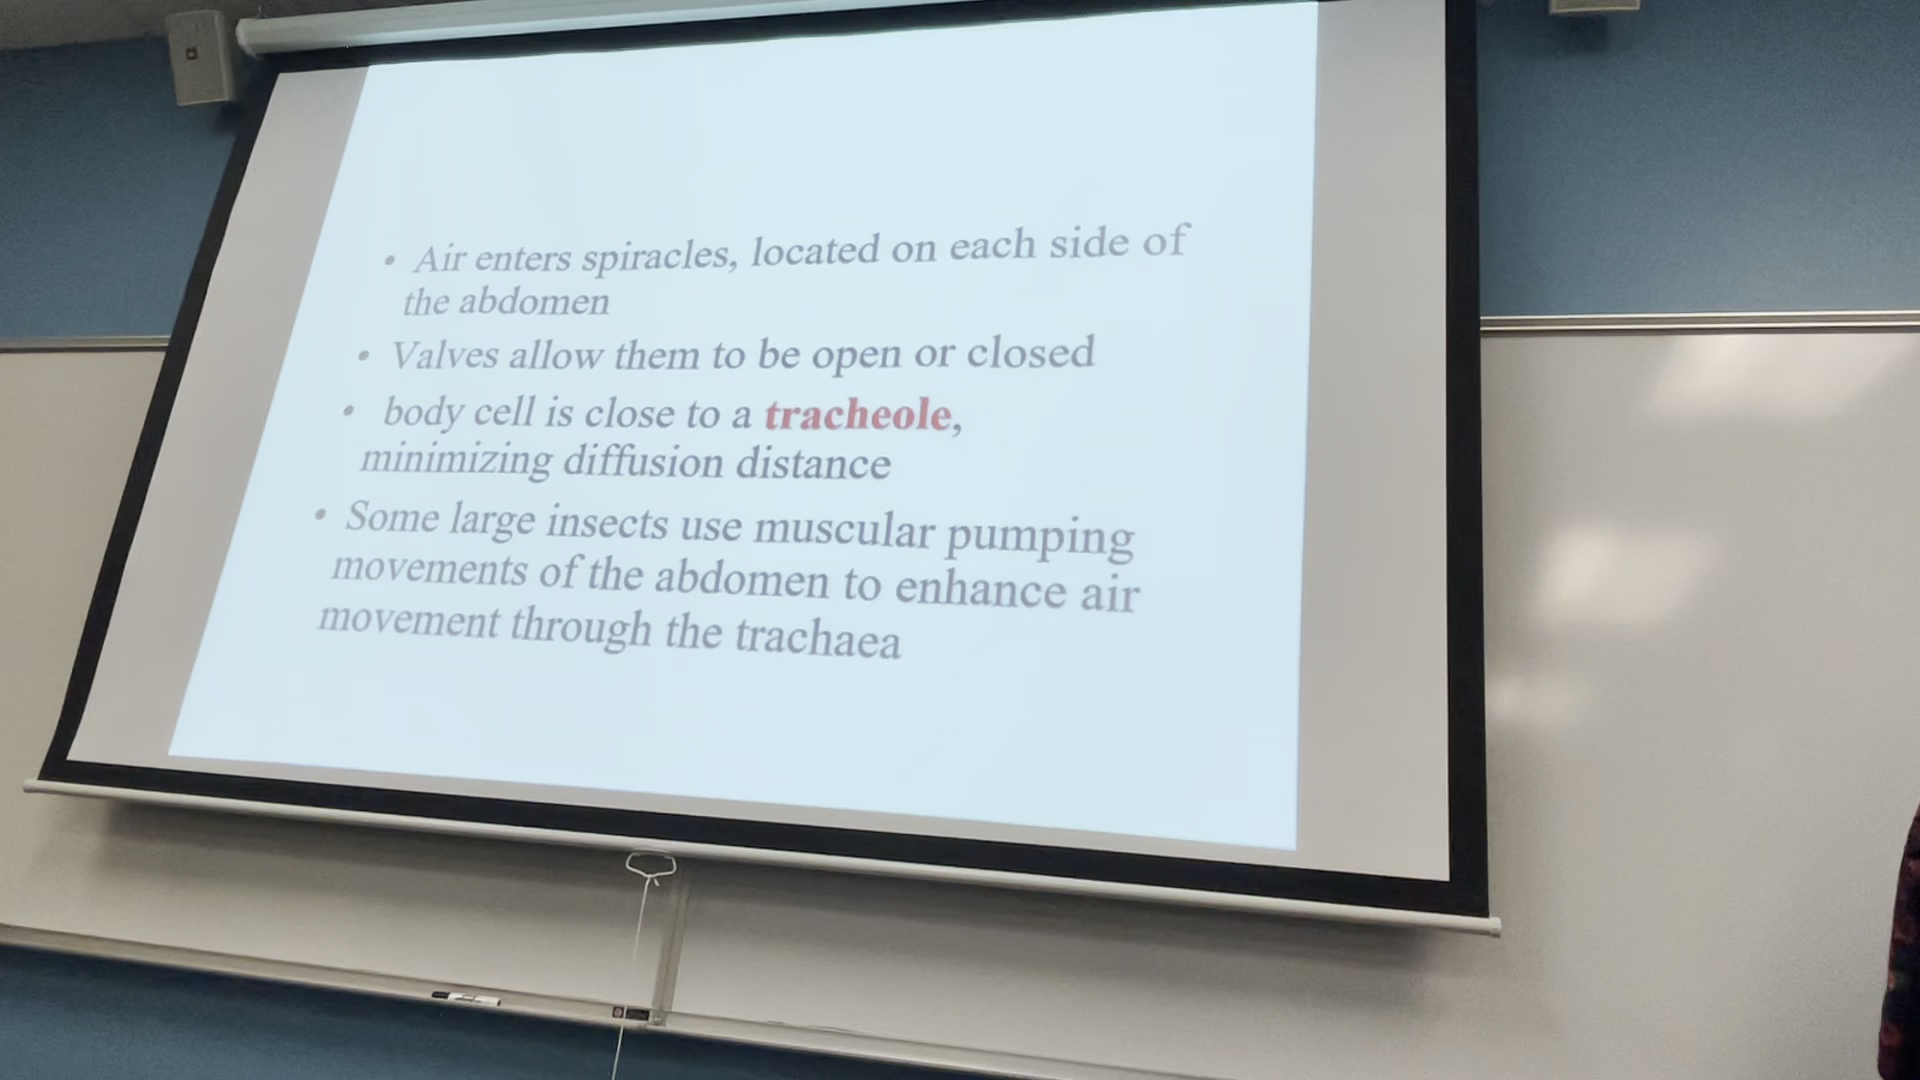 • Air enters spiracles, located on each side of
the abdomen
• Valves allow them to be open or closed
• body cell is close to a tracheole,
minimizing diffusion distance
• Some large insects use muscular pumping
movements of the abdomen to enhance air
movement through the trachaea